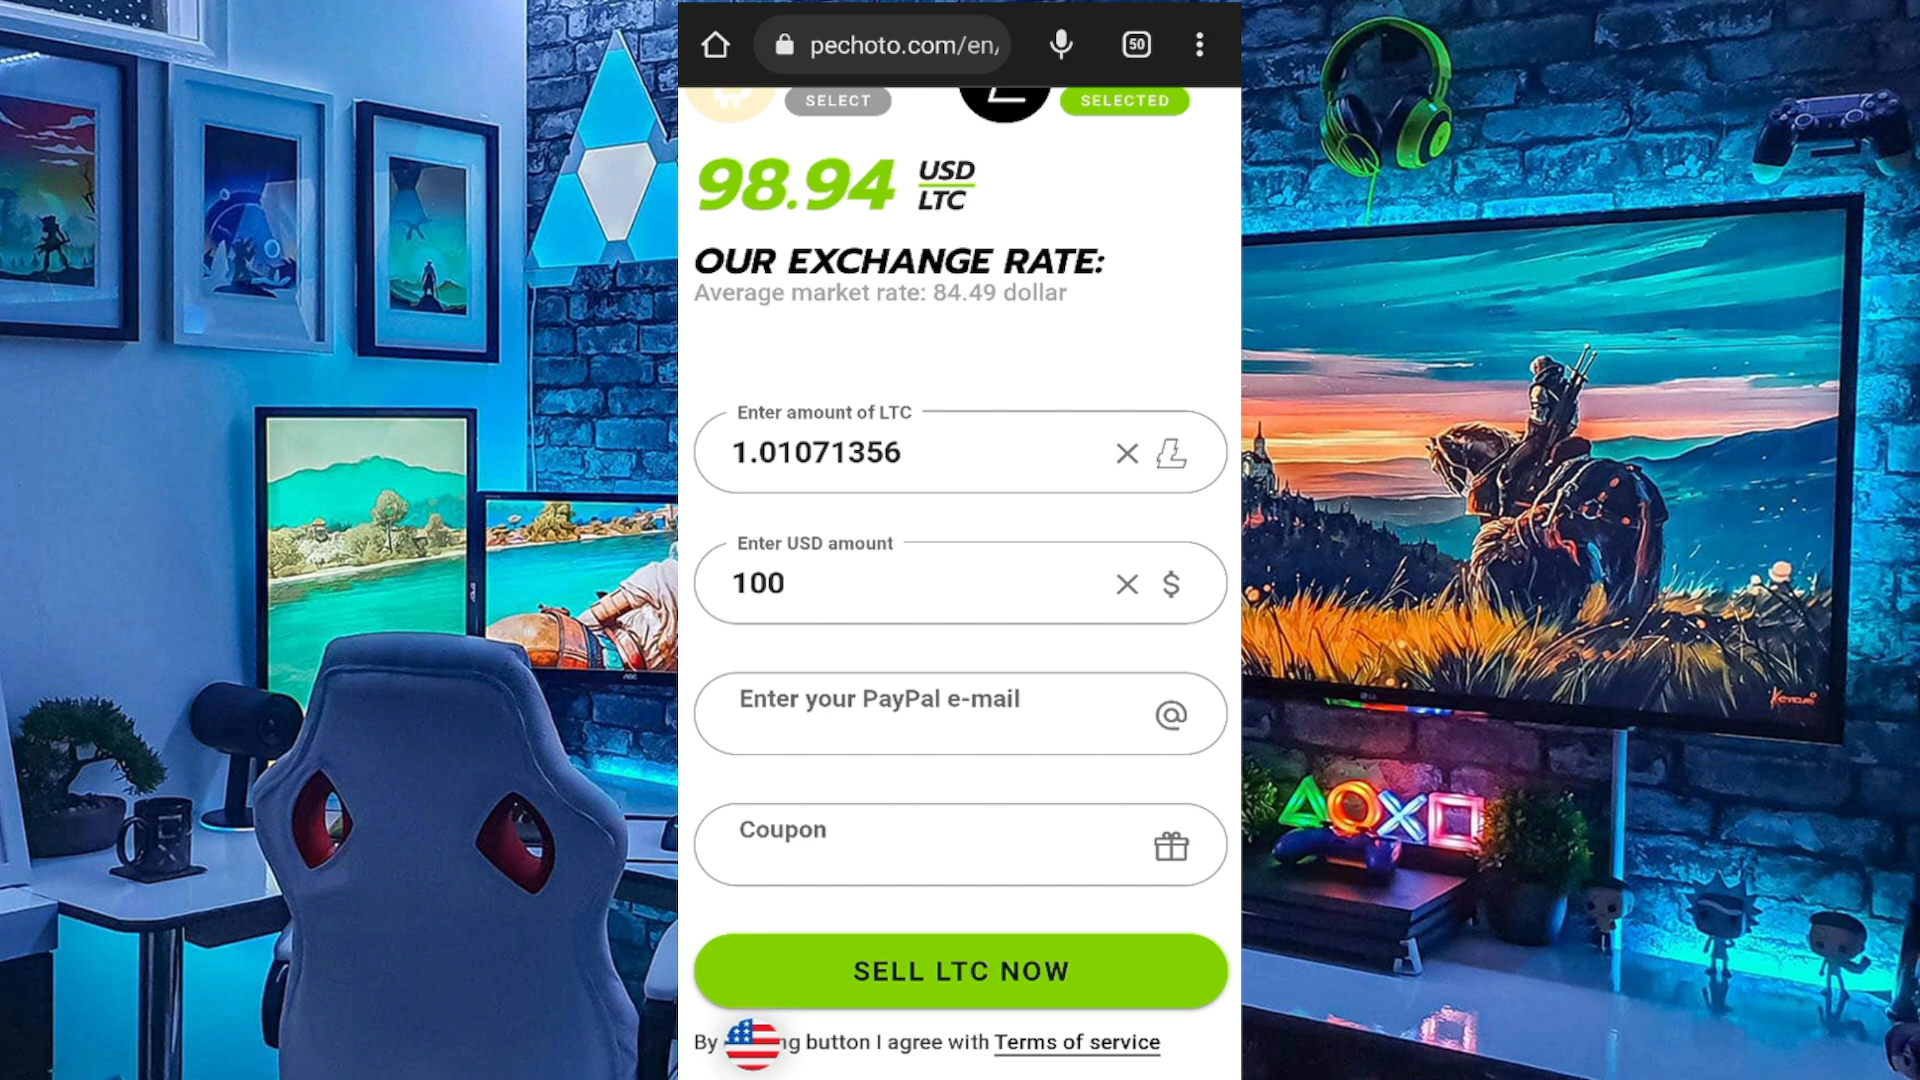 pechoto.com/en/
50
SELECT
SELECTED
98.94 USD
LTC
OUR EXCHANGE RATE:
Average market rate: 84.49 dollar
Enter amount of LTC
1.01071356
Enter USD amount
100 $
Enter your PayPal e-mail @
Coupon
SELL LTC NOW
By ng button I agree with Terms of service